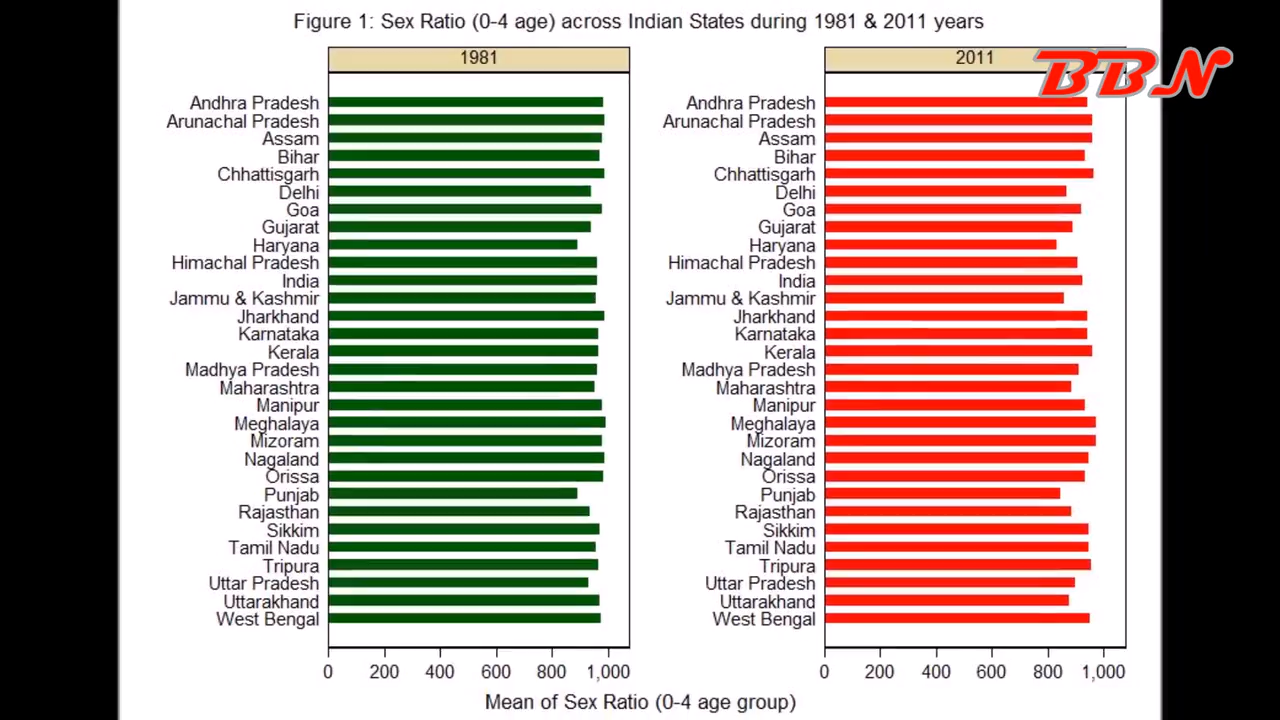 Figure 1: Sex Ratio (0-4 age) across Indian States during 1981 & 2011 years
1981
2011
BBN
Andhra Pradesh
Arunachal Pradesh
Assam
Bihar
Chhattisgarh
Delhi
Goa
Gujarat
Haryana
Himachal Pradesh
India
Jammu & Kashmir
Jharkhand
Karnataka
Kerala
Madhya Pradesh
Maharashtra
Manipur
Meghalaya
Mizoram
Nagaland
Orissa
Punjab
Rajasthan
Sikkim
Tamil Nadu
Tripura
Uttar Pradesh
Uttarakhand
West Bengal
0 200 400 600 800 1,000
Andhra Pradesh
Arunachal Pradesh
Assam
Bihar
Chhattisgarh
Delhi
Goa
Gujarat
Haryana
Himachal Pradesh
India
Jammu & Kashmir
Jharkhand
Karnataka
Kerala
Madhya Pradesh
Maharashtra
Manipur
Meghalaya
Mizoram
Nagaland
Orissa
Punjab
Rajasthan
Sikkim
Tamil Nadu
Tripura
Uttar Pradesh
Uttarakhand
West Bengal
0 200 400 600 800 1,000
Mean of Sex Ratio (0-4 age group)